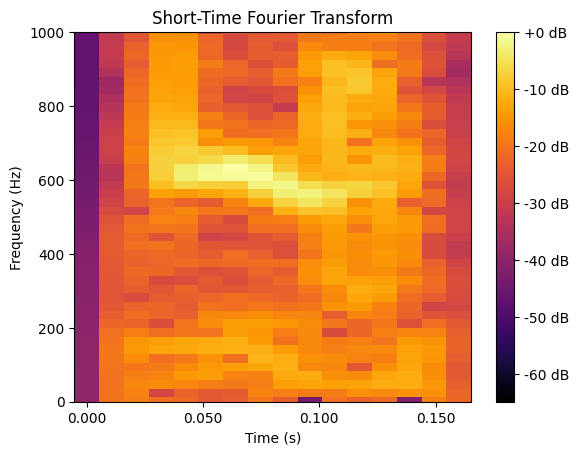 Short-Time Fourier Transform
1000
800
600
400
200
0
Frequency (Hz)
0.000
0.050
0.100
0.150
Time (s)
+0 dB
-10 dB
-20 dB
-30 dB
-40 dB
-50 dB
-60 dB